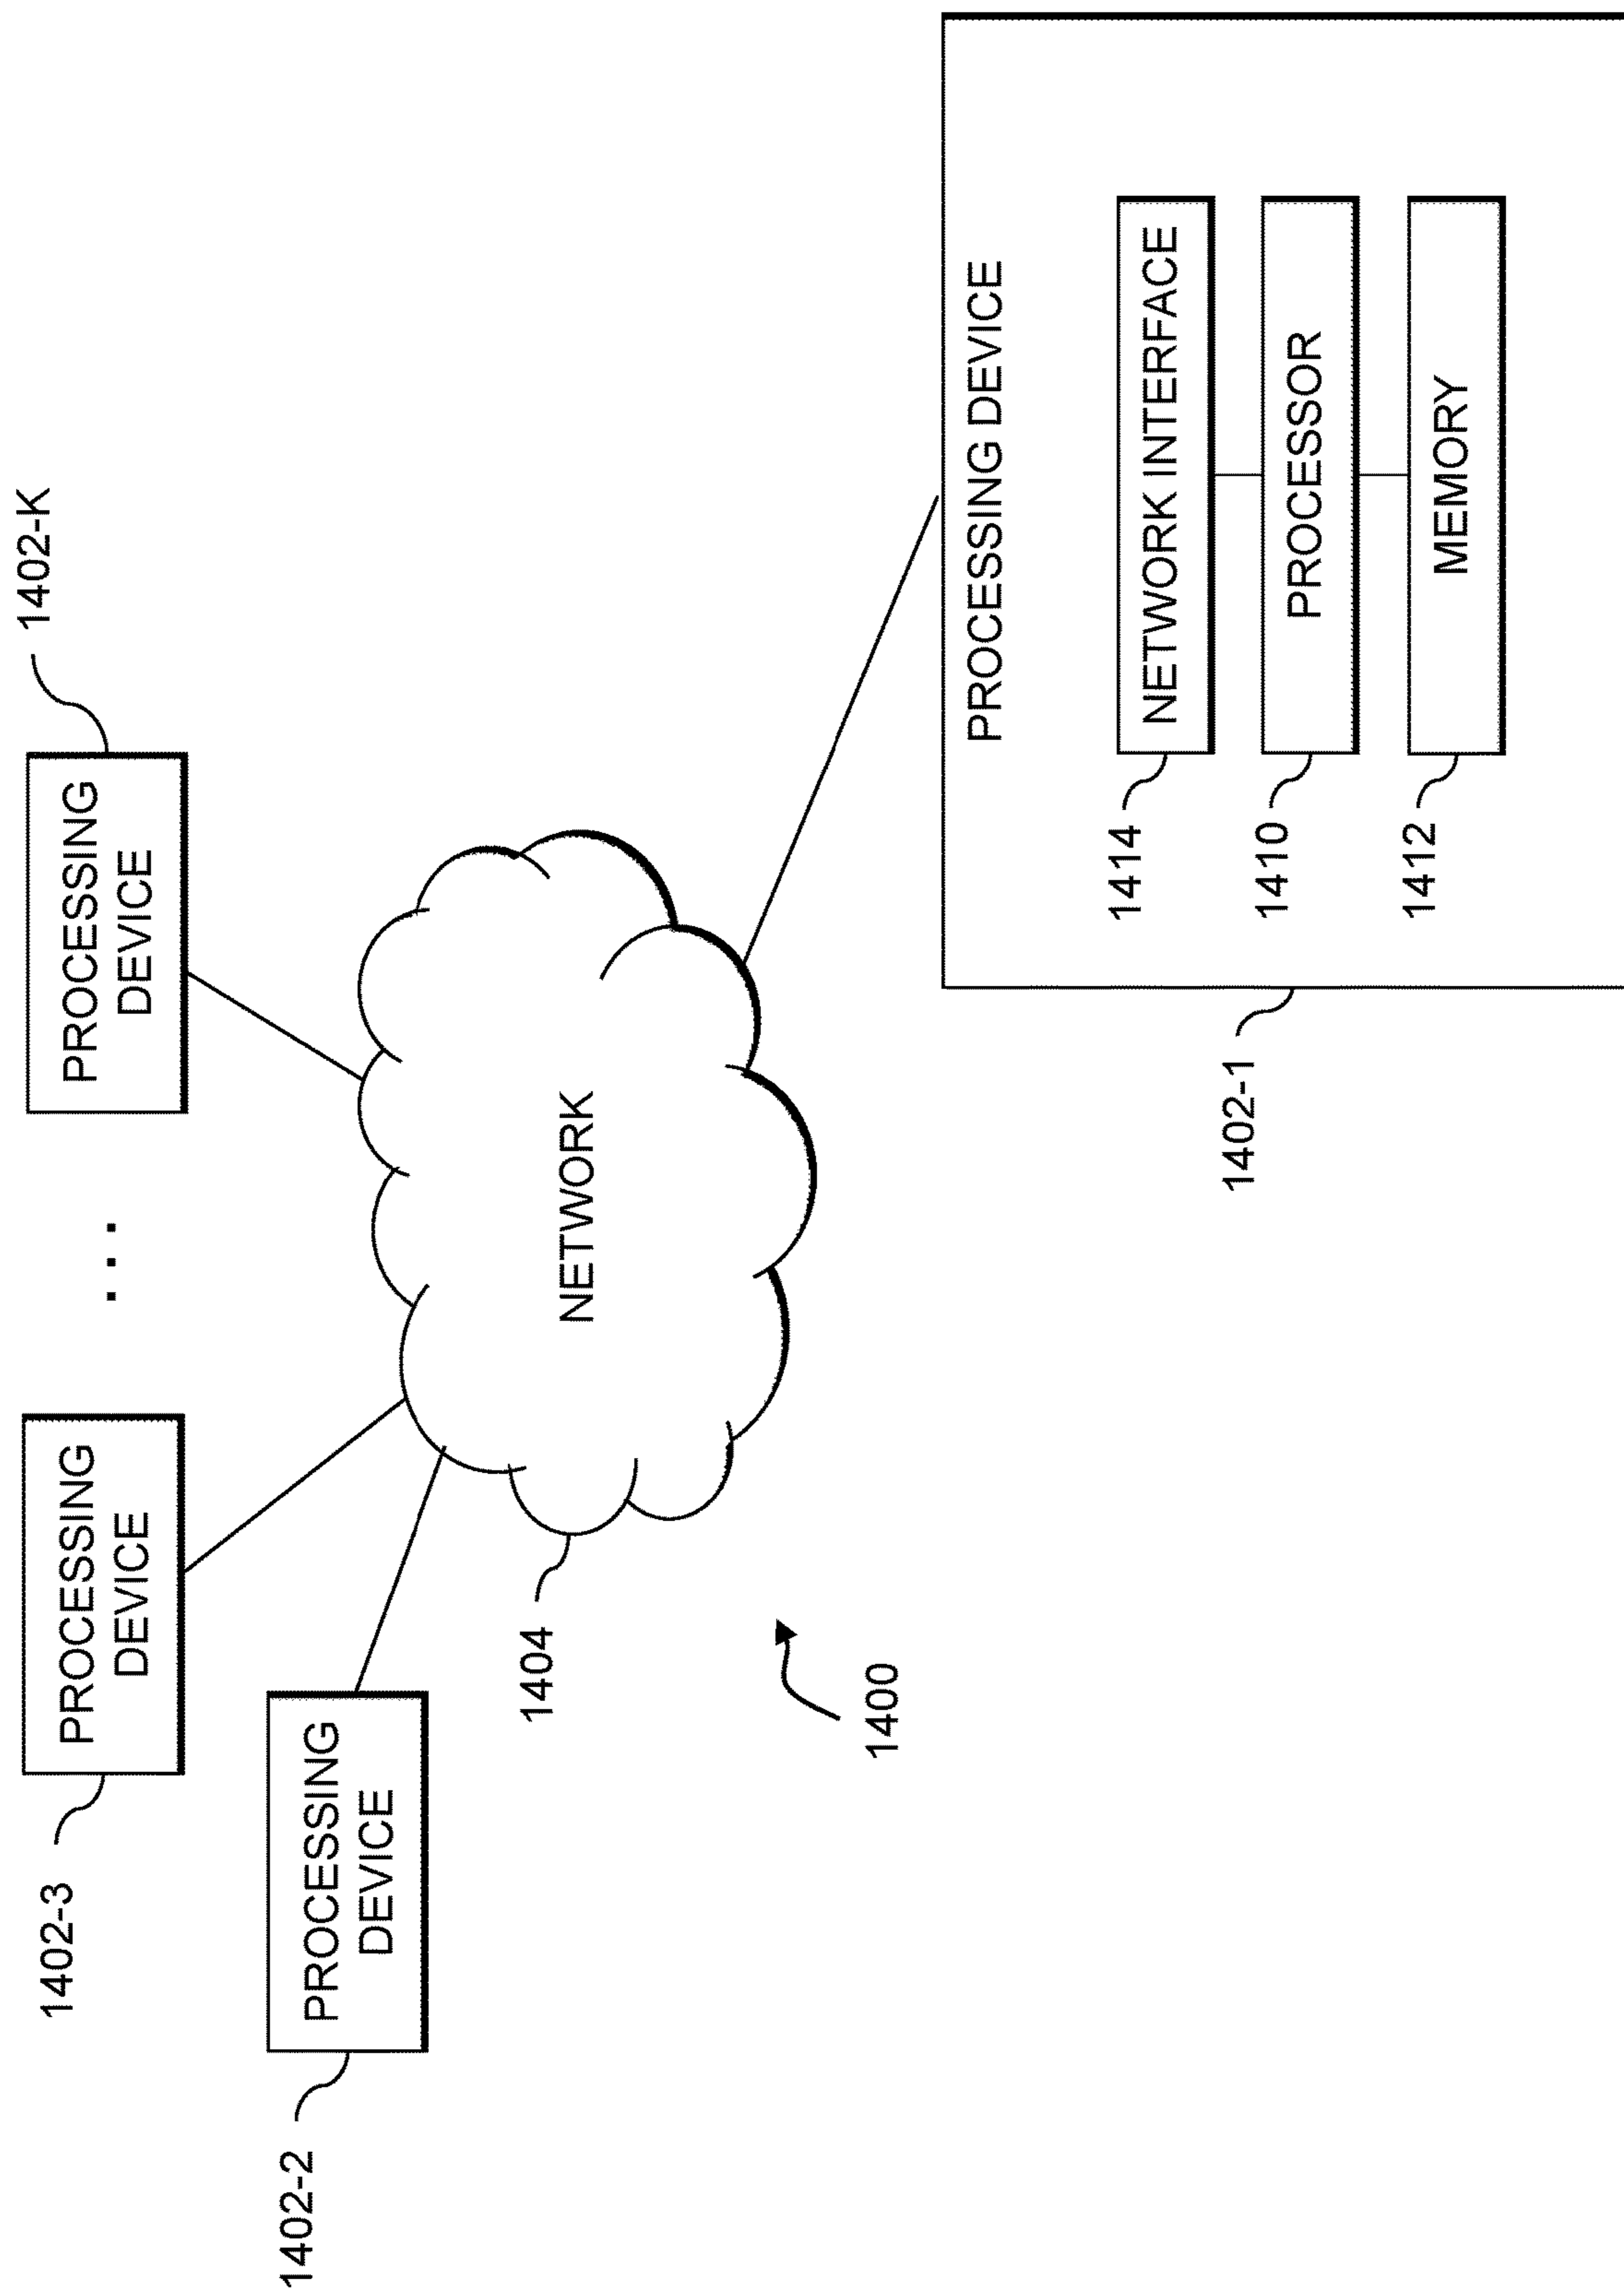 1402-2
PROCESSING
DEVICE
1402-3
PROCESSING
DEVICE
. . .
PROCESSING
DEVICE
1402-K
1404
NETWORK
1400
1402-1
PROCESSING DEVICE
1414
NETWORK INTERFACE
1410
PROCESSOR
1412
MEMORY